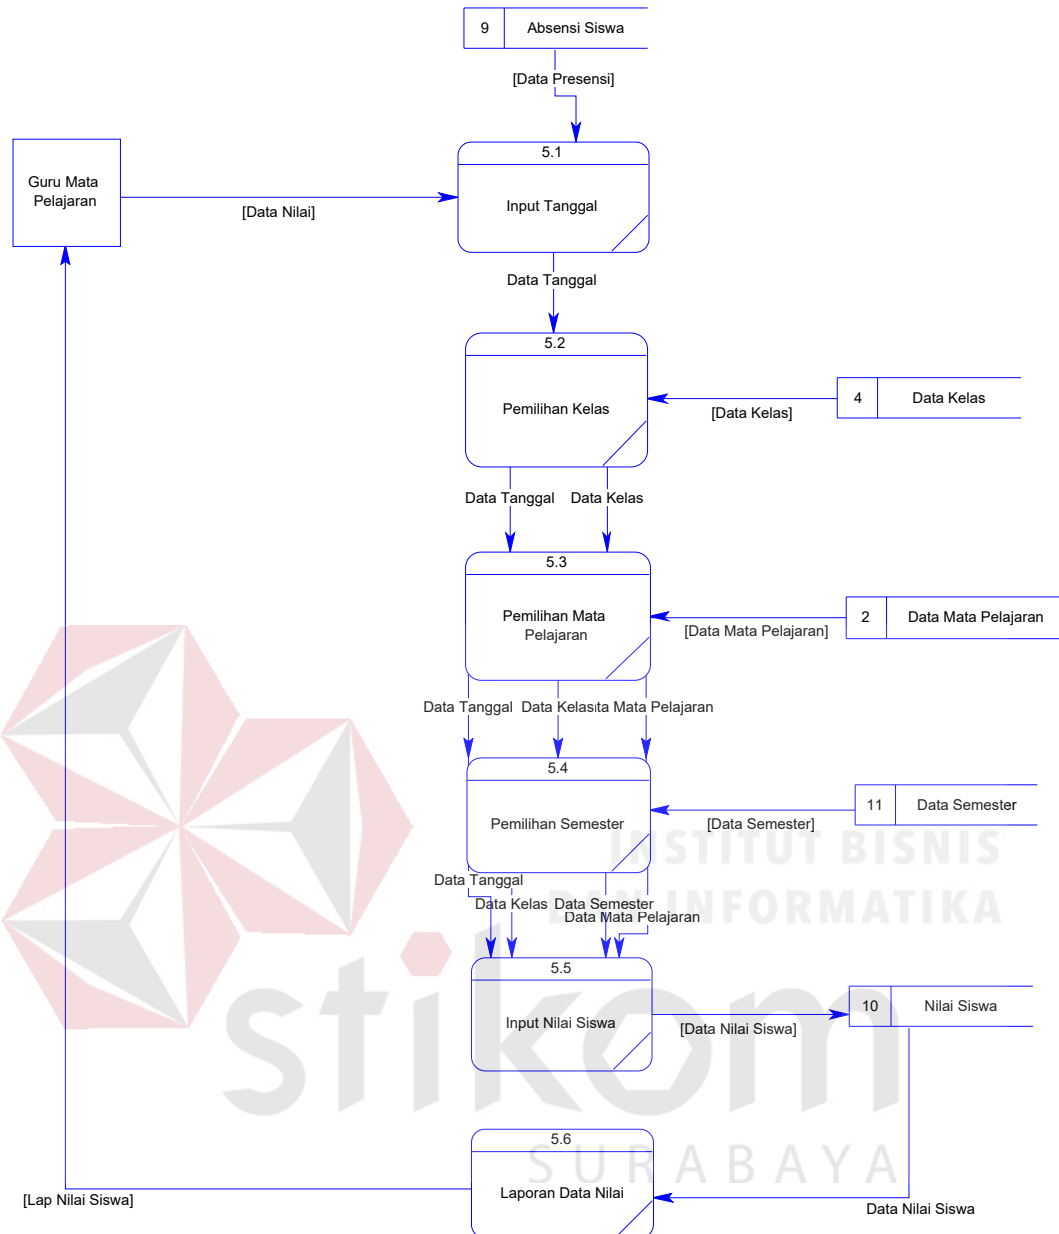 9 Absensi Siswa
[Data Presensi]
5.1
Guru Mata
Pelajaran
Input Tanggal
[Data Nilai]
Data Tanggal
5.2
Pemilihan Kelas
4 Data Kelas
[Data Kelas]
Data Tanggal Data Kelas
5.3
Pemilihan Mata
Pelajaran
2 Data Mata Pelajaran
[Data Mata Pelajaran]
Data Tanggal Data Kelas ta Mata Pelajaran
5.4
Pemilihan Semester
11 Data Semester
[Data Semester]
INSTITUT BISNIS
DAN INFORMATIKA
Data Tanggal
Data Kelas Data Semester
Data Mata Pelajaran
5.5
Input Nilai Siswa
10 Nilai Siswa
[Data Nilai Siswa]
stikom
SURABAYA
5.6
Laporan Data Nilai
[Lap Nilai Siswa]
Data Nilai Siswa